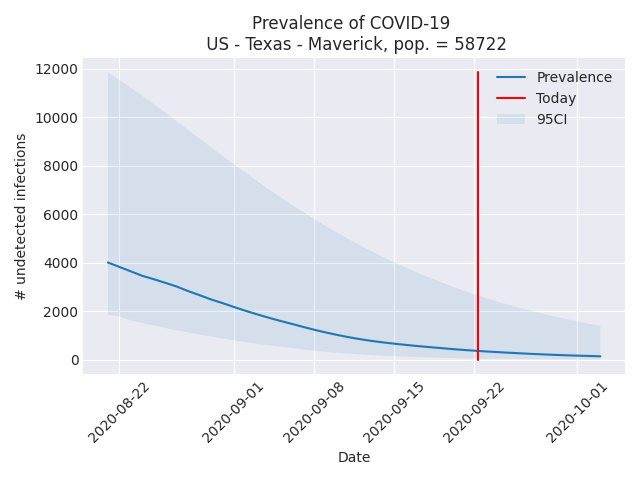 Prevalence of COVID-19
US - Texas - Maverick, pop. = 58722
12000
10000
8000
6000
4000
2000
0
# undetected infections
Prevalence
Today
95CI
2020-08-22
2020-09-01
2020-09-08
2020-09-15
2020-09-22
2020-10-01
Date